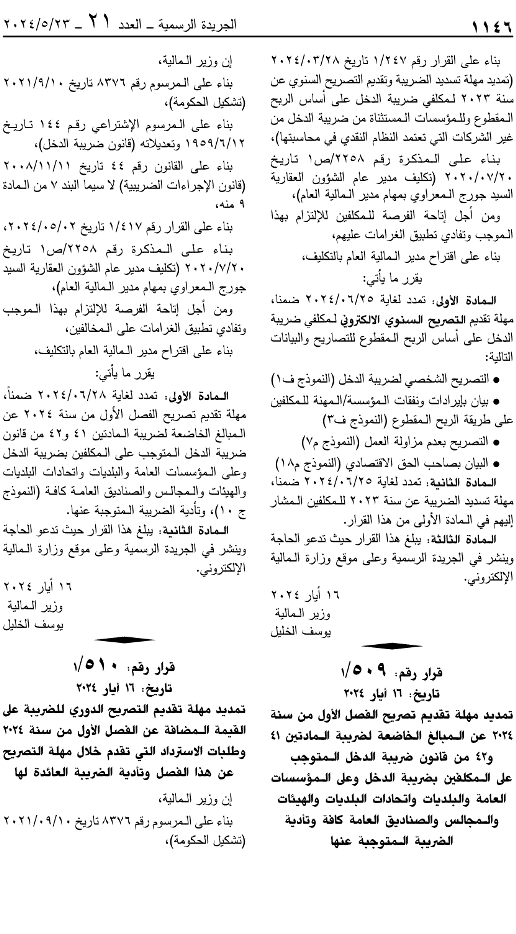 ١١٤٦
الجريدة الرسمية ــ العدد ٢١ ــ ٢٠٢٤/٥/٢٣
بناء على القرار رقم ١/٢٤٧ تاريخ ٢٠٢٤/٠٣/٢٨
(تمديد مهلة تسديد الضريبة وتقديم التصريح السنوي عن
سنة ٢٠٢٣ لمكلفي ضريبة الدخل على أساس الربح
المقطوع وللمؤسسات المستثناة من ضريبة الدخل من
غير الشركات التي تعتمد النظام النقدي في محاسبتها)،
بناء على المذكرة رقم ٢٢٥٨/ص١ تاريخ
٢٠٢٠/٠٧/٢٠ (تكليف مدير عام الشؤون العقارية
السيد جورج المعراوي بمهام مدير المالية العام)،
ومن أجل إتاحة الفرصة للمكلفين للإلتزام بهذا
الموجب وتفادي تطبيق الغرامات عليهم،
بناء على اقتراح مدير المالية العام بالتكليف،
يقرر ما يأتي:
المادة الأولى: تمدد لغاية ٢٠٢٤/٠٦/٢٥ ضمنا،
مهلة تقديم التصريح السنوي الالكتروني لمكلفي ضريبة
الدخل على أساس الربح المقطوع للتصاريح والبيانات
التالية:
● التصريح الشخصي لضريبة الدخل (النموذج ف١)
● بيان بإيرادات ونفقات المؤسسة/المهنة للمكلفين
على طريقة الربح المقطوع (النموذج ف٣)
● التصريح بعدم مزاولة العمل (النموذج م٧)
● البيان بصاحب الحق الاقتصادي (النموذج م١٨)
المادة الثانية: تمدد لغاية ٢٠٢٤/٠٦/٢٥ ضمنا،
مهلة تسديد الضريبة عن سنة ٢٠٢٣ للمكلفين المشار
إليهم في المادة الأولى من هذا القرار.
المادة الثالثة: يبلغ هذا القرار حيث تدعو الحاجة
وينشر في الجريدة الرسمية وعلى موقع وزارة المالية
الإلكتروني.
١٦ أيار ٢٠٢٤
وزير المالية
يوسف الخليل
قرار رقم: ١/٥٠٩
تاريخ: ١٦ أيار ٢٠٢٤
تمديد مهلة تقديم تصريح الفصل الأول من سنة
٢٠٢٤ عن المبالغ الخاضعة لضريبة المادتين ٤١
و٤٢ من قانون ضريبة الدخل المتوجب
على المكلفين بضريبة الدخل وعلى المؤسسات
العامة والبلديات واتحادات البلديات والهيئات
والمجالس والصناديق العامة كافة وتأدية
الضريبة المتوجبة عنها
إن وزير المالية،
بناء على المرسوم رقم ٨٣٧٦ تاريخ ٢٠٢١/٩/١٠
(تشكيل الحكومة)،
بناء على المرسوم الإشتراعي رقم ١٤٤ تاريخ
١٩٥٩/٦/١٢ وتعديلاته (قانون ضريبة الدخل)،
بناء على القانون رقم ٤٤ تاريخ ٢٠٠٨/١١/١١
(قانون الإجراءات الضريبية) لا سيما البند ٧ من المادة
٩ منه،
بناء على القرار رقم ١/٤١٧ تاريخ ٢٠٢٤/٠٥/٠٢،
بناء على المذكرة رقم ٢٢٥٨/ص١ تاريخ
٢٠٢٠/٧/٢٠ (تكليف مدير عام الشؤون العقارية السيد
جورج المعراوي بمهام مدير المالية العام)،
ومن أجل إتاحة الفرصة للإلتزام بهذا الموجب
وتفادي تطبيق الغرامات على المخالفين،
بناء على اقتراح مدير المالية العام بالتكليف،
يقرر ما يأتي:
المادة الأولى: تمدد لغاية ٢٠٢٤/٠٦/٢٨ ضمناً،
مهلة تقديم تصريح الفصل الأول من سنة ٢٠٢٤ عن
المبالغ الخاضعة لضريبة المادتين ٤١ و٤٢ من قانون
ضريبة الدخل المتوجب على المكلفين بضريبة الدخل
وعلى المؤسسات العامة والبلديات واتحادات البلديات
والهيئات والمجالس والصناديق العامة كافة (النموذج
ج ١٠)، وتأدية الضريبة المتوجبة عنها.
المادة الثانية: يبلغ هذا القرار حيث تدعو الحاجة
وينشر في الجريدة الرسمية وعلى موقع وزارة المالية
الإلكتروني.
١٦ أيار ٢٠٢٤
وزير المالية
يوسف الخليل
قرار رقم: ١/٥١٠
تاريخ: ١٦ أيار ٢٠٢٤
تمديد مهلة تقديم التصريح الدوري للضريبة على
القيمة المضافة عن الفصل الأول من سنة ٢٠٢٤
وطلبات الاسترداد التي تقدم خلال مهلة التصريح
عن هذا الفصل وتأدية الضريبة العائدة لها
إن وزير المالية،
بناء على المرسوم رقم ٨٣٧٦ تاريخ ٢٠٢١/٠٩/١٠
(تشكيل الحكومة)،